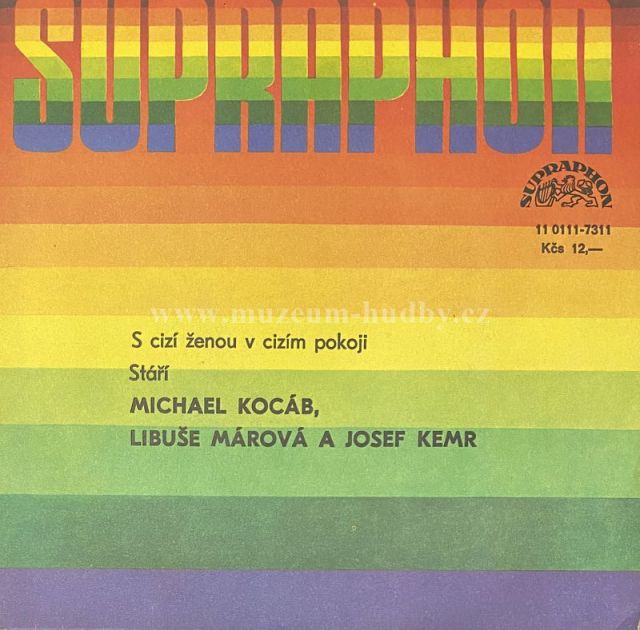 SUPRAPHON
SUPRAPHON
11 0111-7311
Kčs 12,—
www.muzeum-hudby.cz
S cizí ženou v cizím pokoji
Stáří
MICHAEL KOCÁB,
LIBUŠE MÁROVÁ A JOSEF KEMR